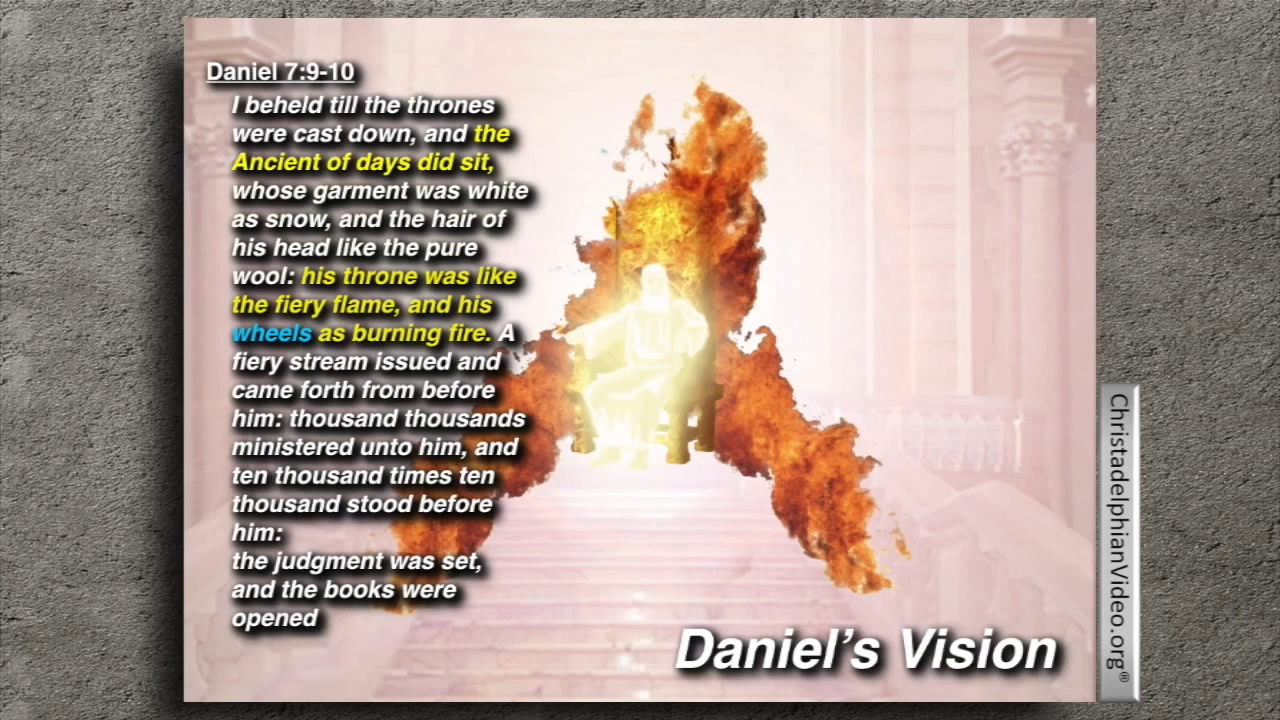 Daniel 7:9-10
I beheld till the thrones
were cast down, and the
Ancient of days did sit,
whose garment was white
as snow, and the hair of
his head like the pure
wool: his throne was like
the fiery flame, and his
wheels as burning fire. A
fiery stream issued and
came forth from before
him: thousand thousands
ministered unto him, and
ten thousand times ten
thousand stood before
him:
the judgment was set,
and the books were
opened
Daniel's Vision
ChristadelphianVideo.org®